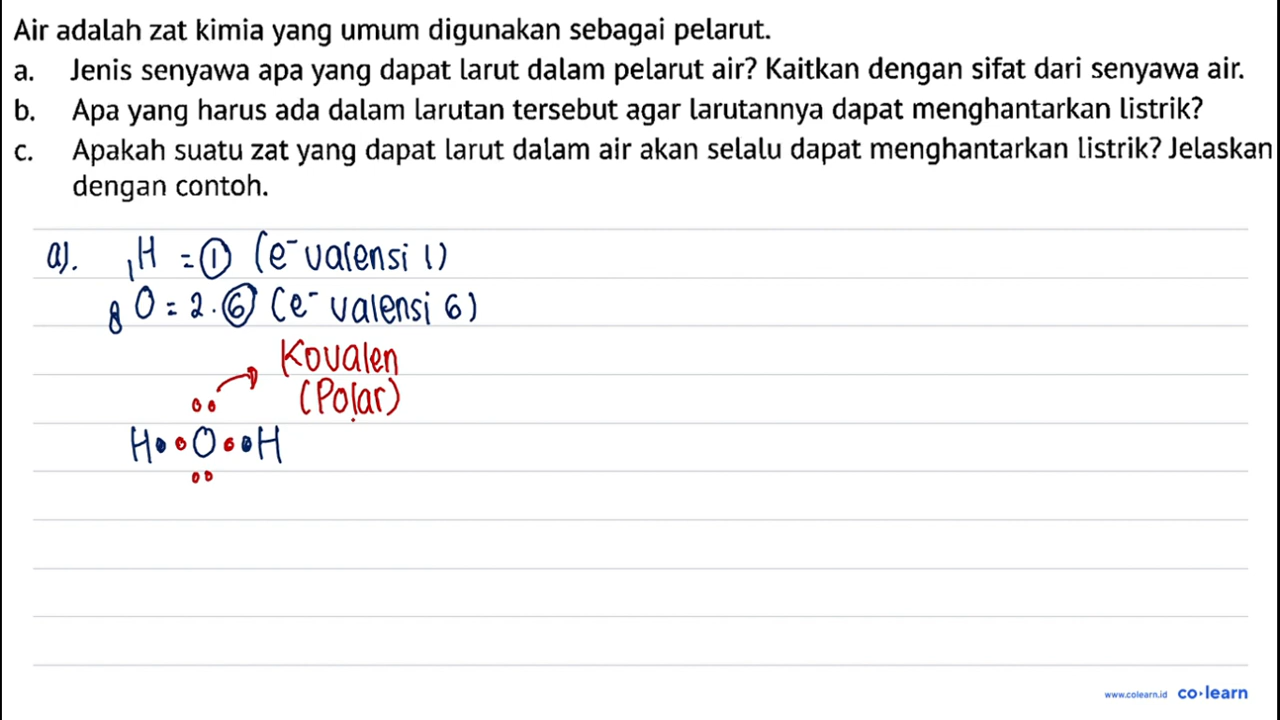 Air adalah zat kimia yang umum digunakan sebagai pelarut.
a. Jenis senyawa apa yang dapat larut dalam pelarut air? Kaitkan dengan sifat dari senyawa air.
b. Apa yang harus ada dalam larutan tersebut agar larutannya dapat menghantarkan listrik?
c. Apakah suatu zat yang dapat larut dalam air akan selalu dapat menghantarkan listrik? Jelaskan
dengan contoh.
a). ₁H = 1 (e⁻ valensi 1)
₈O = 2 . 6 (e⁻ valensi 6)
Kovalen
(Polar)
H O H
www.colearn.id co·learn